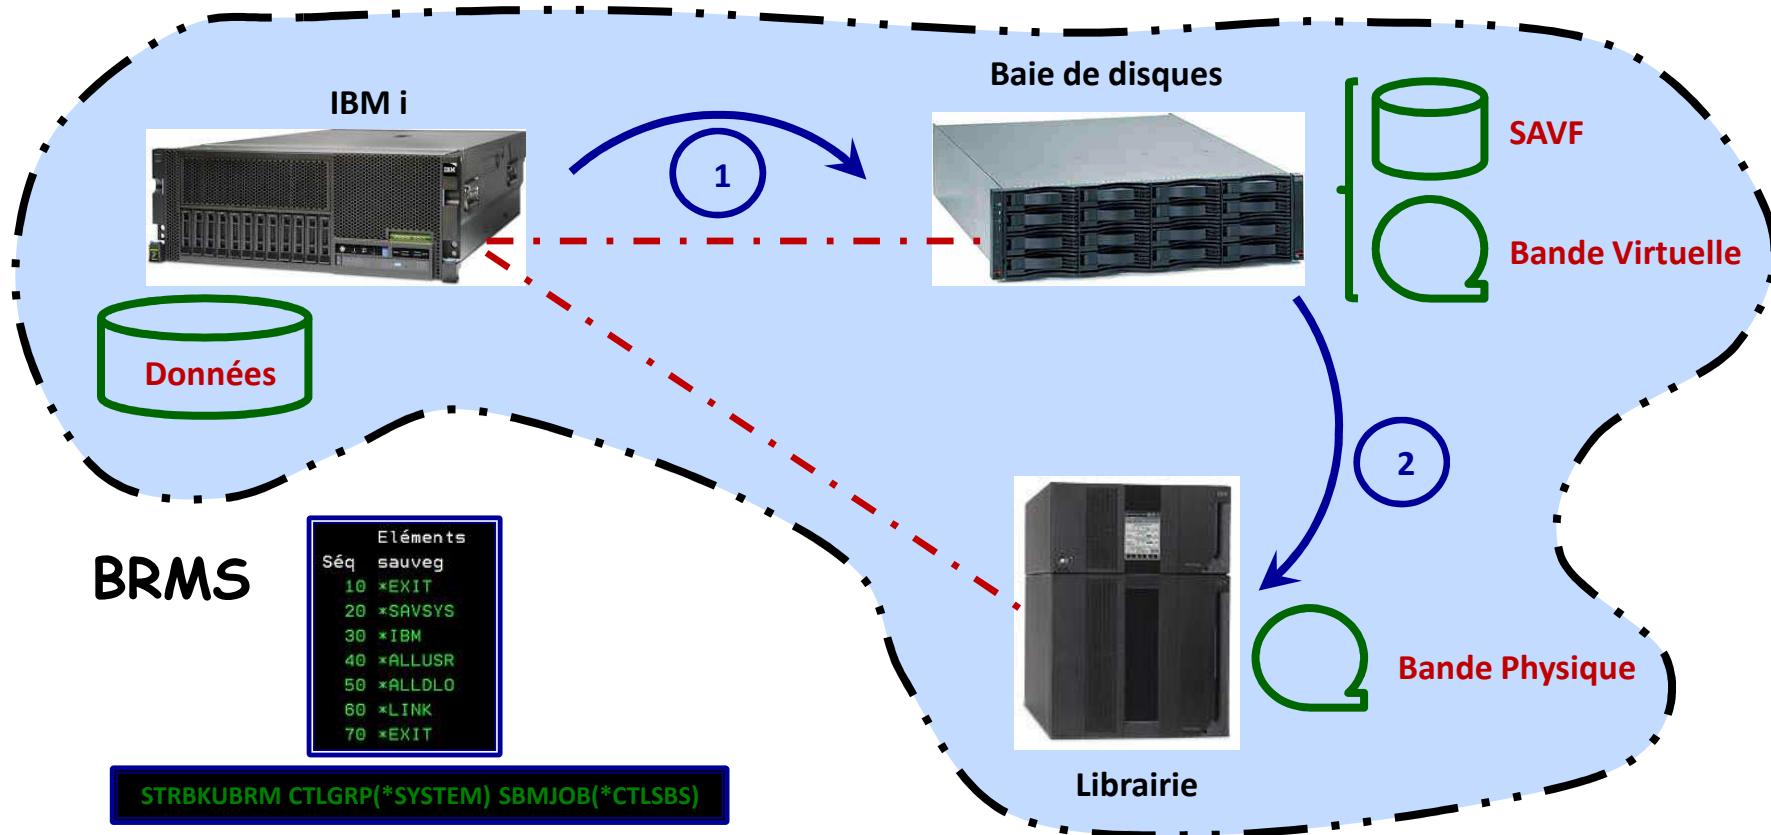 Baie de disques
IBM i
SAVF
1
IBM
Bande Virtuelle
Données
2
Eléments
Séq sauveg
10 *EXIT
20 *SAVSYS
30 *IBM
40 *ALLUSR
50 *ALLDLO
60 *LINK
70 *EXIT
BRMS
Bande Physique
Librairie
STRBKUBRM CTLGRP(*SYSTEM) SBMJOB(*CTLSBS)